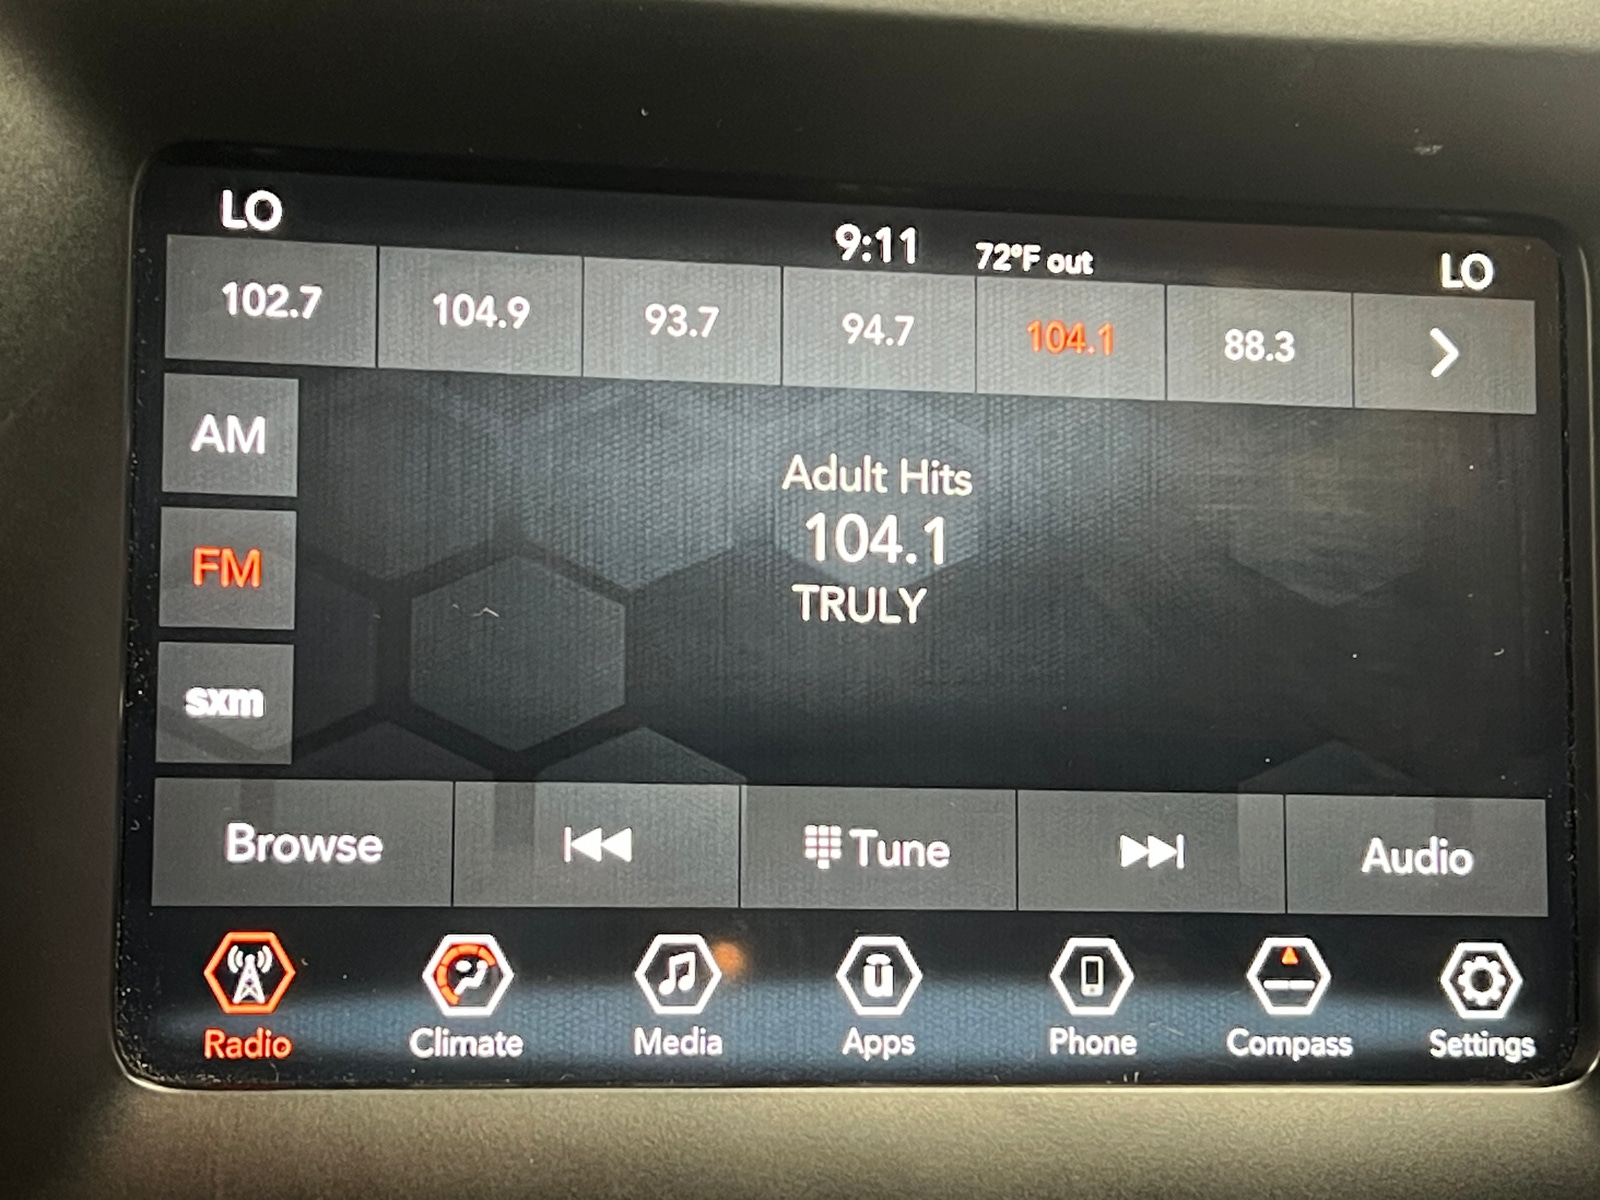 LO 9:11 72°F out LO
102.7 104.9 93.7 94.7 104.1 88.3
AM
Adult Hits
104.1
TRULY
FM
sxm
Browse Tune Audio
Radio Climate Media Apps Phone Compass Settings